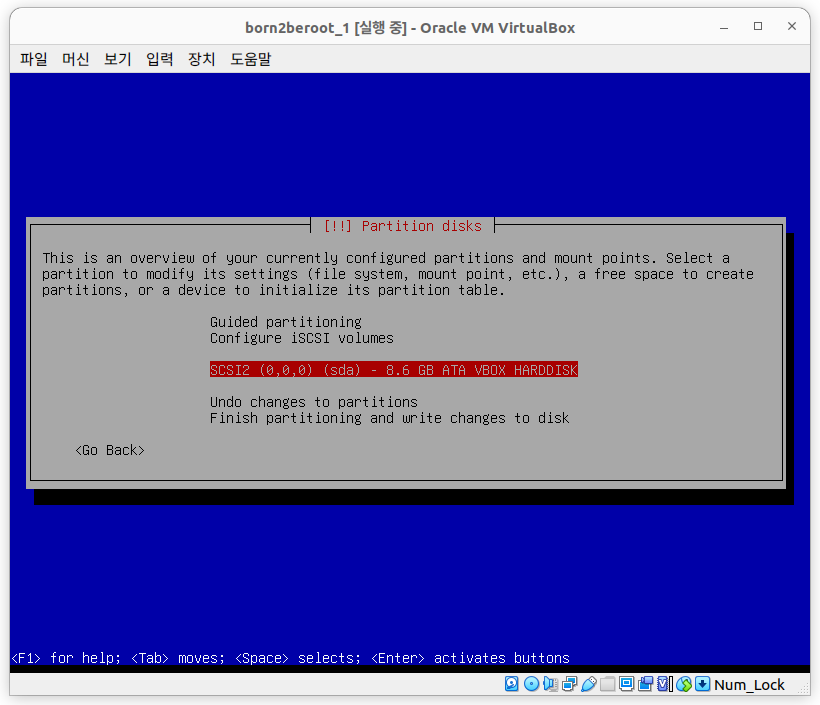 born2beroot_1 [실행 중] - Oracle VM VirtualBox
파일 머신 보기 입력 장치 도움말
[!!] Partition disks
This is an overview of your currently configured partitions and mount points. Select a
partition to modify its settings (file system, mount point, etc.), a free space to create
partitions, or a device to initialize its partition table.
Guided partitioning
Configure iSCSI volumes
SCSI2 (0,0,0) (sda) - 8.6 GB ATA VBOX HARDDISK
Undo changes to partitions
Finish partitioning and write changes to disk
<Go Back>
<F1> for help; <Tab> moves; <Space> selects; <Enter> activates buttons
Num_Lock